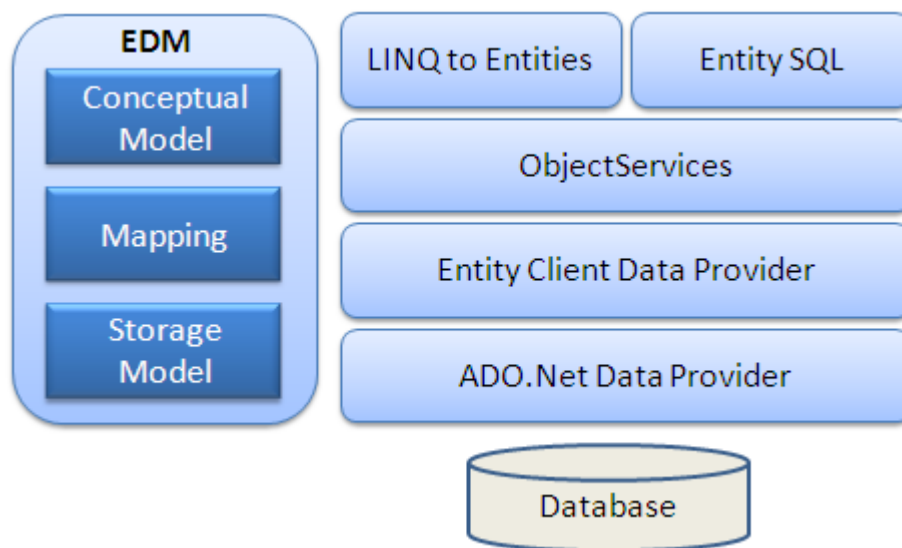 EDM
Conceptual
Model
Mapping
Storage
Model
LINQ to Entities
Entity SQL
ObjectServices
Entity Client Data Provider
ADO.Net Data Provider
Database